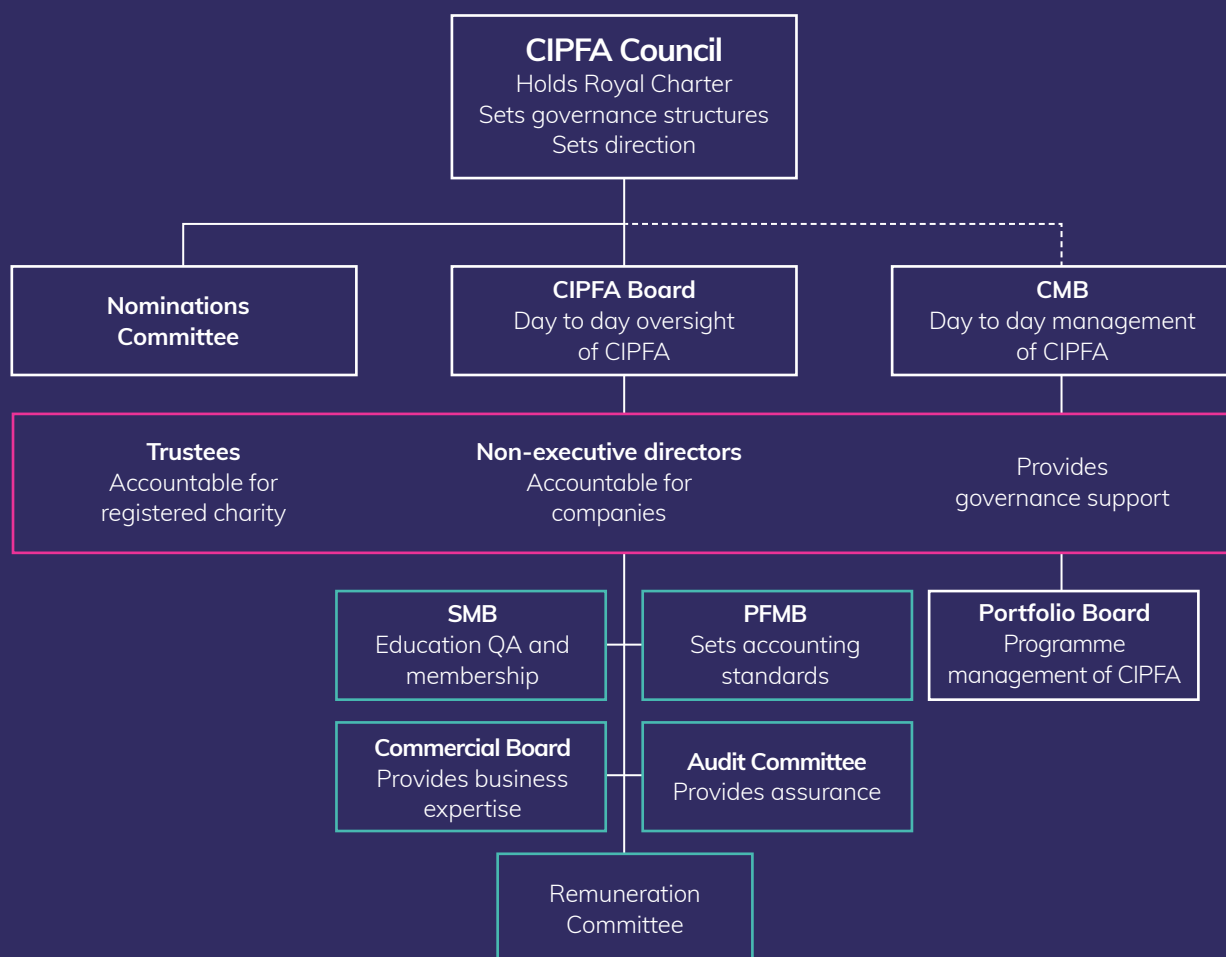 CIPFA Council
Holds Royal Charter
Sets governance structures
Sets direction
Nominations
Committee
CIPFA Board
Day to day oversight
of CIPFA
CMB
Day to day management
of CIPFA
Trustees
Accountable for
registered charity
Non-executive directors
Accountable for
companies
Provides
governance support
SMB
Education QA and
membership
PFMB
Sets accounting
standards
Portfolio Board
Programme
management of CIPFA
Commercial Board
Provides business
expertise
Audit Committee
Provides assurance
Remuneration
Committee